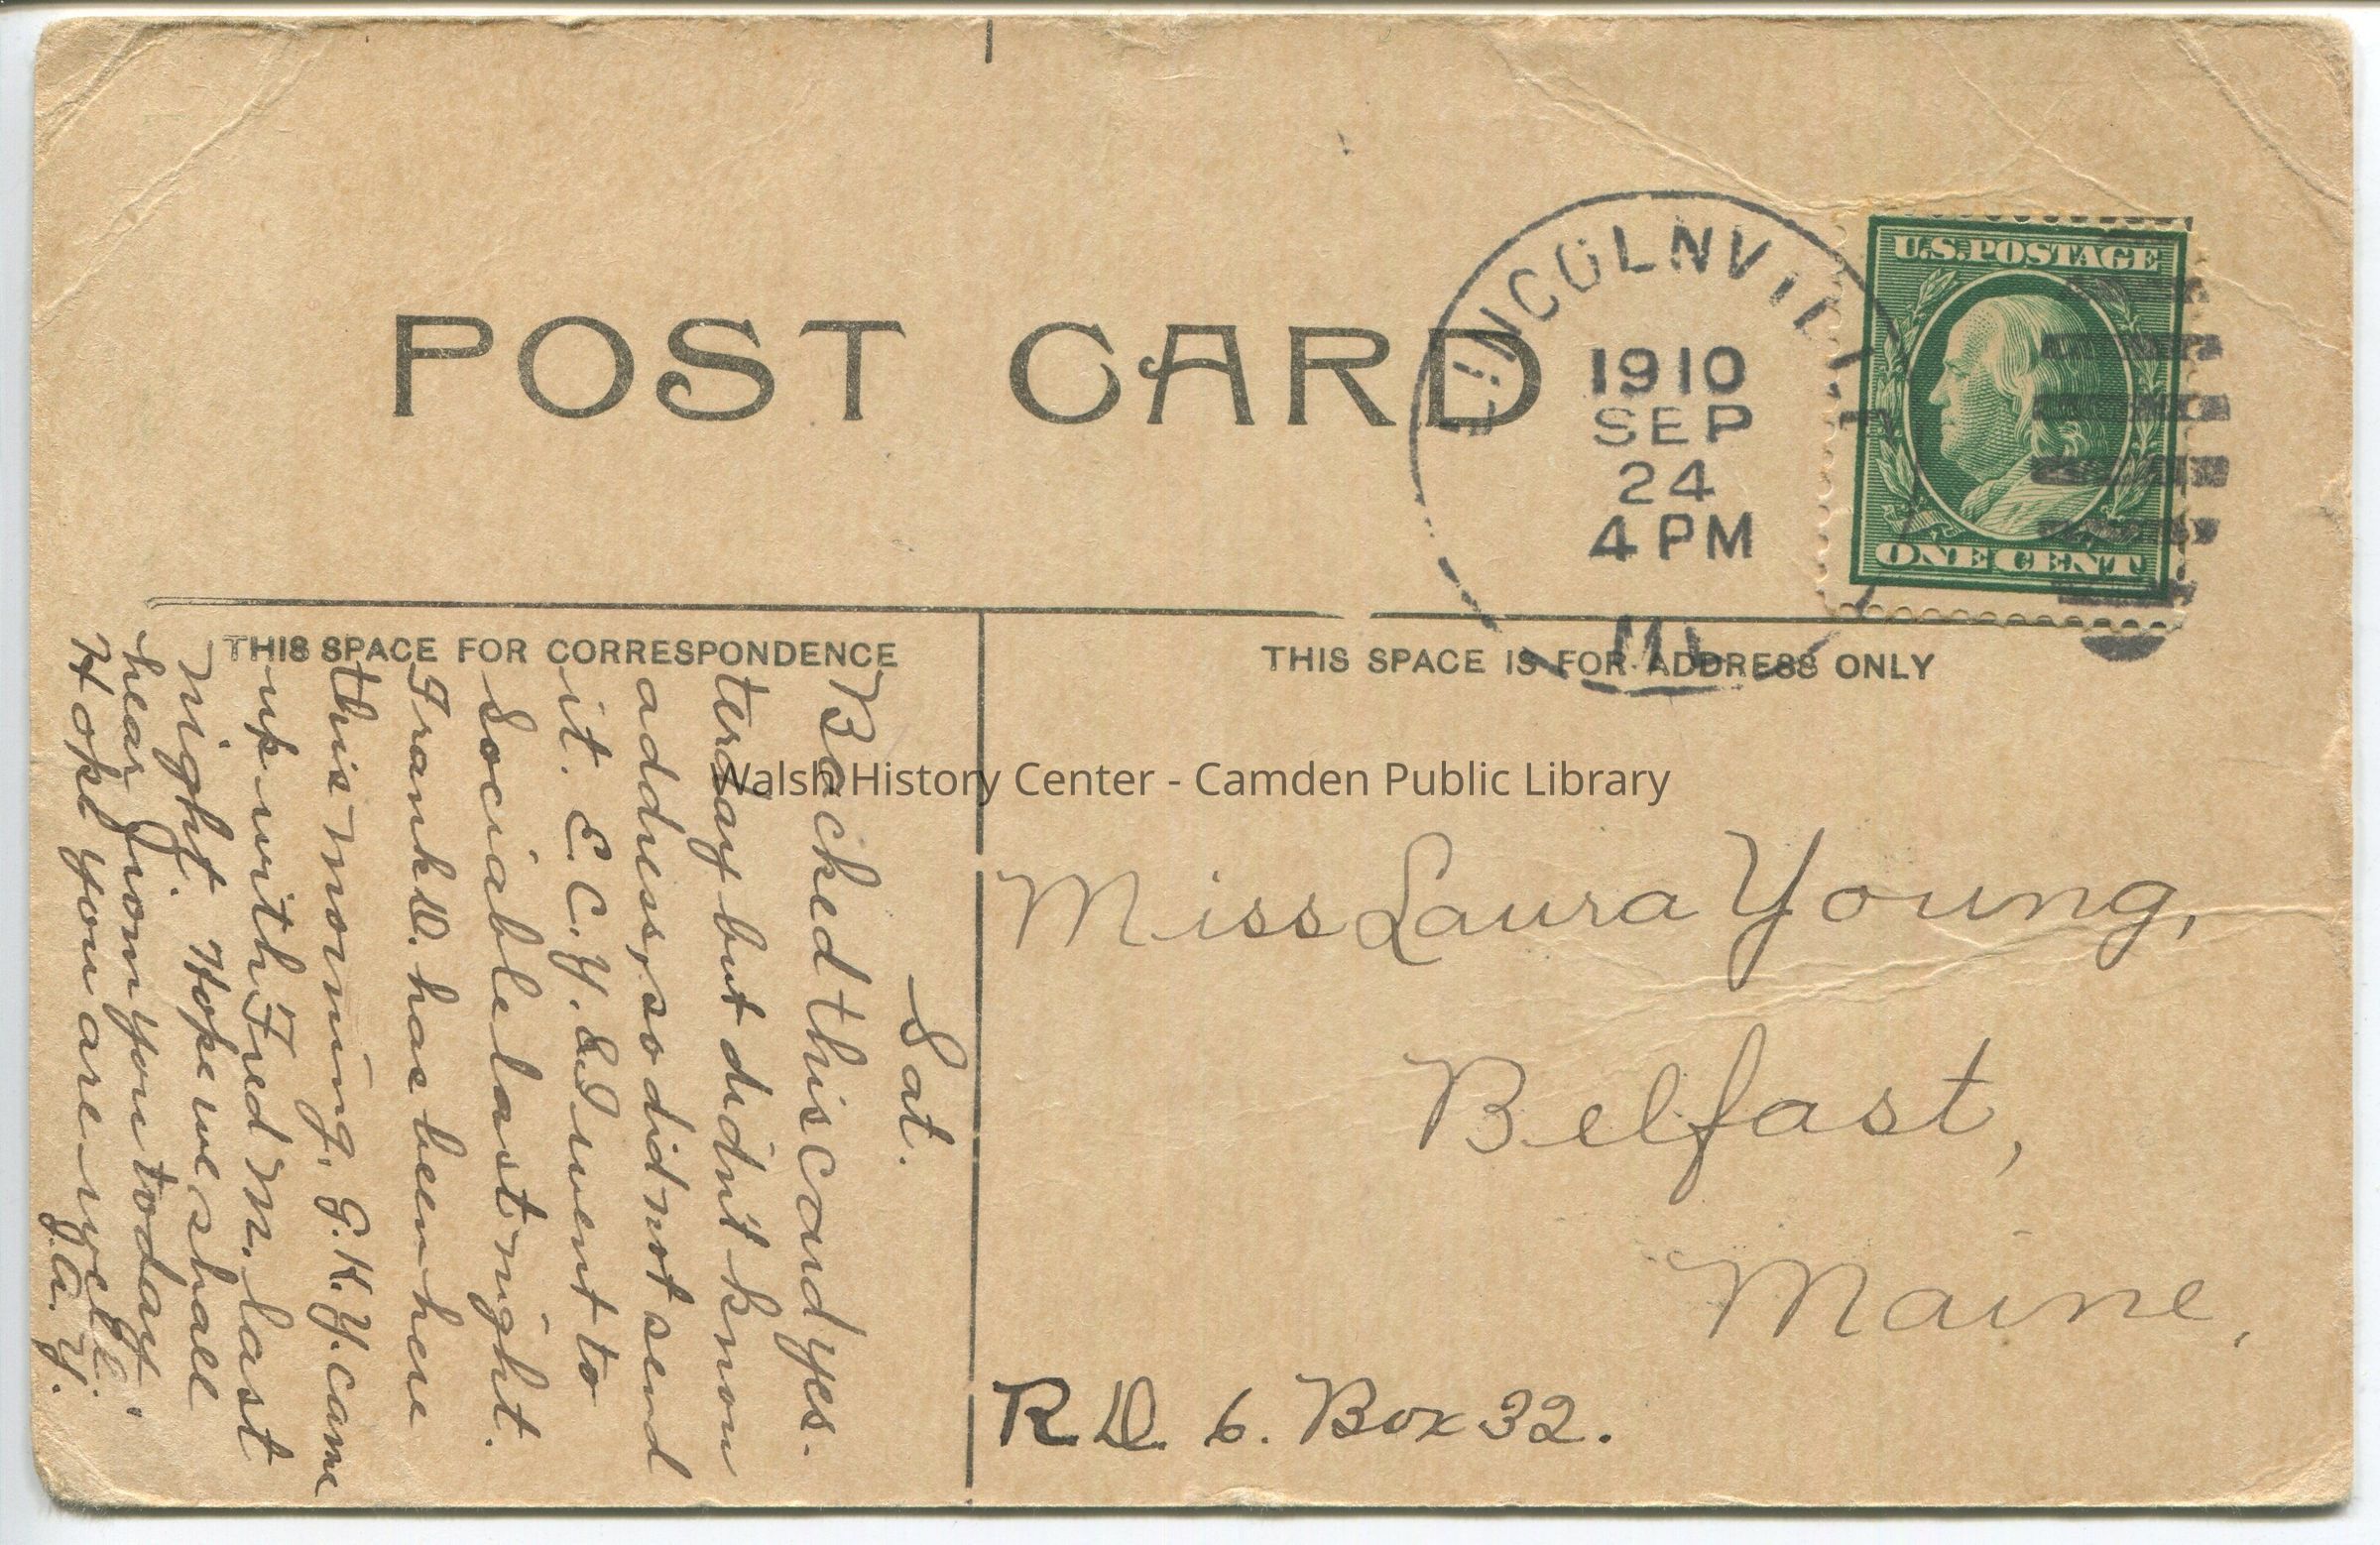 POST CARD
LINCOLNVILLE
1910
SEP
24
4 PM
ME.
U.S. POSTAGE
ONE CENT
THIS SPACE FOR CORRESPONDENCE
THIS SPACE IS FOR ADDRESS ONLY
Sat.
Backed this card yes.
terday but didn't know
address, so did not send
it. E. C. Y. & I went to
Sociable last night.
Frank D. has been here
this morning. G. K. Y. came
up with Fred M. last
night. Hope we shall
hear from you today.
Hope you are well.
J. A. Y.
Walsh History Center - Camden Public Library
Miss Laura Young,
Belfast,
Maine,
R. D. 6. Box 32.